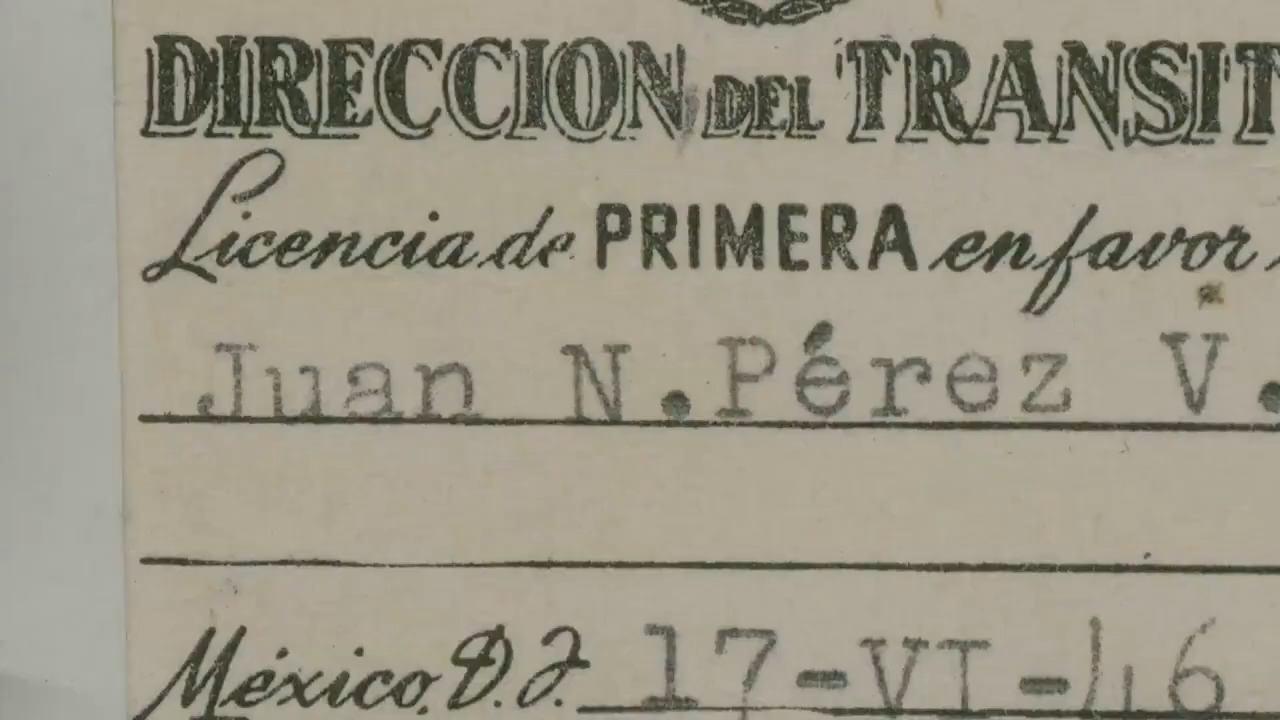 DIRECCION DEL TRANSIT
Licencia de PRIMERA en favor
Juan N. Pérez V.
México, D. F. 17-VI-46